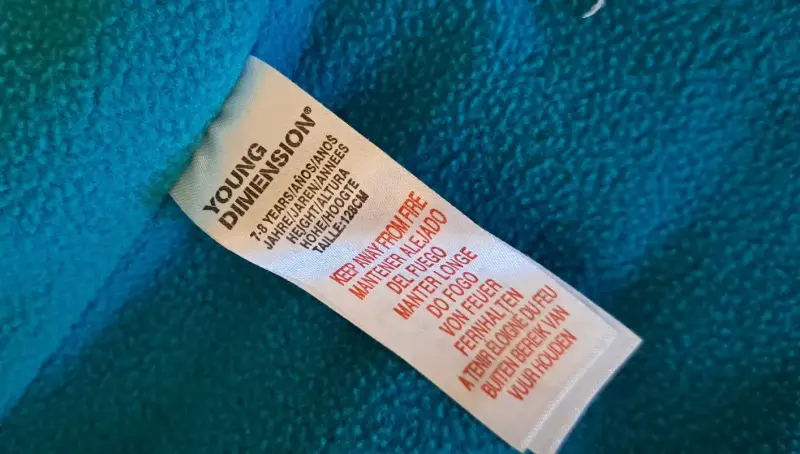 YOUNG
DIMENSION®
7-8 YEARS/AÑOS/ANOS
JAHRE/JAREN/ANNEES
HEIGHT/ALTURA
HÖHE/HOOGTE
TAILLE:128CM
KEEP AWAY FROM FIRE
MANTENER ALEJADO
DEL FUEGO
MANTER LONGE
DO FOGO
VON FEUER
FERNHALTEN
A TENIR ÉLOIGNÉ DU FEU
BUITEN BEREIK VAN
VUUR HOUDEN